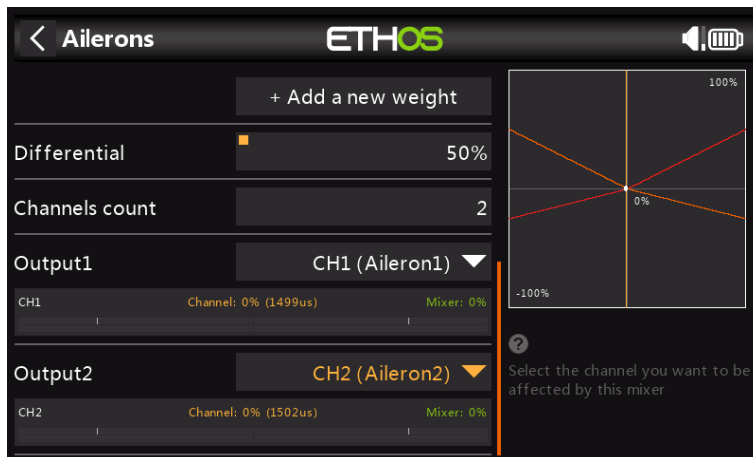 Ailerons
ETHOS
+ Add a new weight
Differential
50%
Channels count
2
Output1
CH1 (Aileron1)
CH1
Channel: 0% (1499us)
Mixer: 0%
Output2
CH2 (Aileron2)
CH2
Channel: 0% (1502us)
Mixer: 0%
100%
0%
-100%
?
Select the channel you want to be
affected by this mixer